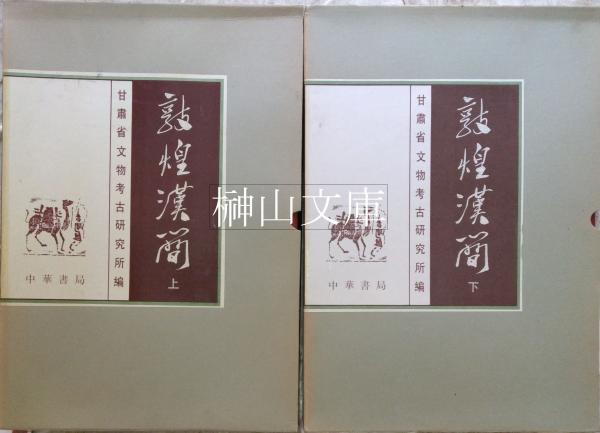 敦煌漢簡 上
甘肅省文物考古研究所編
中華書局
敦煌漢簡 下
甘肅省文物考古研究所編
中華書局
榊山文庫